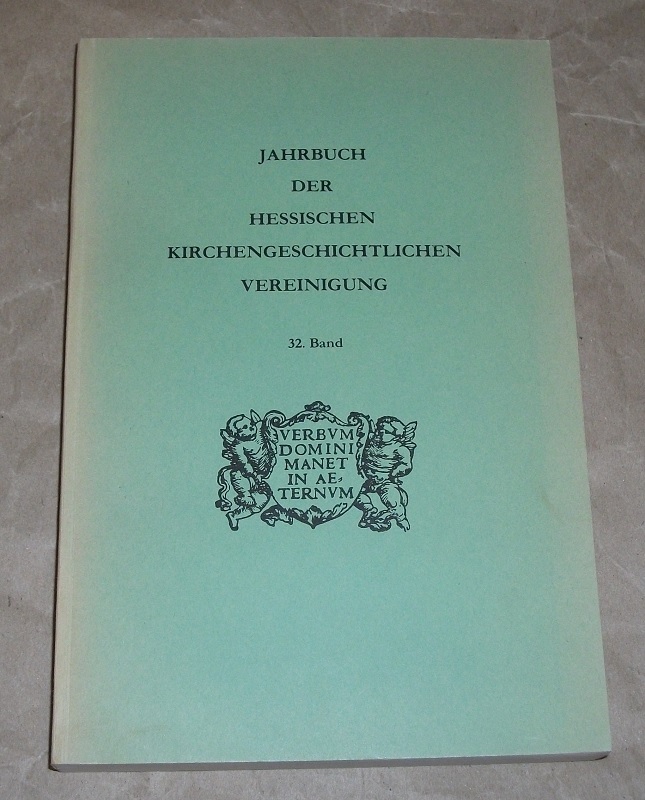 JAHRBUCH
DER
HESSISCHEN
KIRCHENGESCHICHTLICHEN
VEREINIGUNG
32. Band
VERBVM
DOMINI
MANET
IN AE-
TERNVM